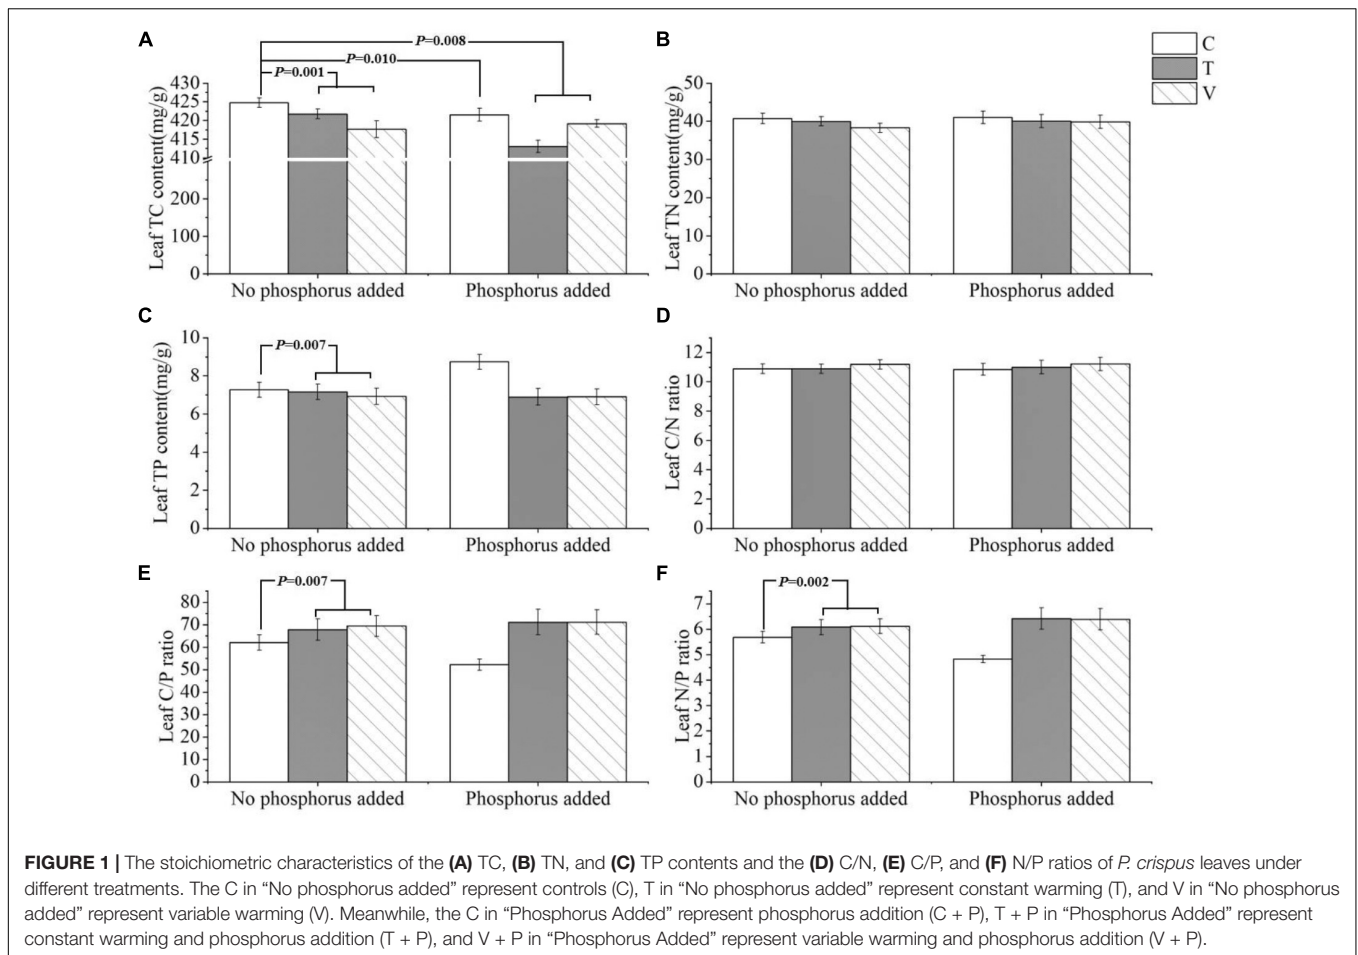 A
P=0.008
P=0.010
P=0.001
Leaf TC content(mg/g)
430
425
420
415
410
200
100
0
No phosphorus added
Phosphorus added
B
C
T
V
Leaf TN content(mg/g)
50
40
30
20
10
0
No phosphorus added
Phosphorus added
C
P=0.007
Leaf TP content(mg/g)
10
8
6
4
2
0
No phosphorus added
Phosphorus added
D
Leaf C/N ratio
12
10
8
6
4
2
0
No phosphorus added
Phosphorus added
E
P=0.007
Leaf C/P ratio
80
70
60
50
40
30
20
10
0
No phosphorus added
Phosphorus added
F
P=0.002
Leaf N/P ratio
7
6
5
4
3
2
1
0
No phosphorus added
Phosphorus added
FIGURE 1 | The stoichiometric characteristics of the (A) TC, (B) TN, and (C) TP contents and the (D) C/N, (E) C/P, and (F) N/P ratios of P. crispus leaves under
different treatments. The C in “No phosphorus added” represent controls (C), T in “No phosphorus added” represent constant warming (T), and V in “No phosphorus
added” represent variable warming (V). Meanwhile, the C in “Phosphorus Added” represent phosphorus addition (C + P), T + P in “Phosphorus Added” represent
constant warming and phosphorus addition (T + P), and V + P in “Phosphorus Added” represent variable warming and phosphorus addition (V + P).